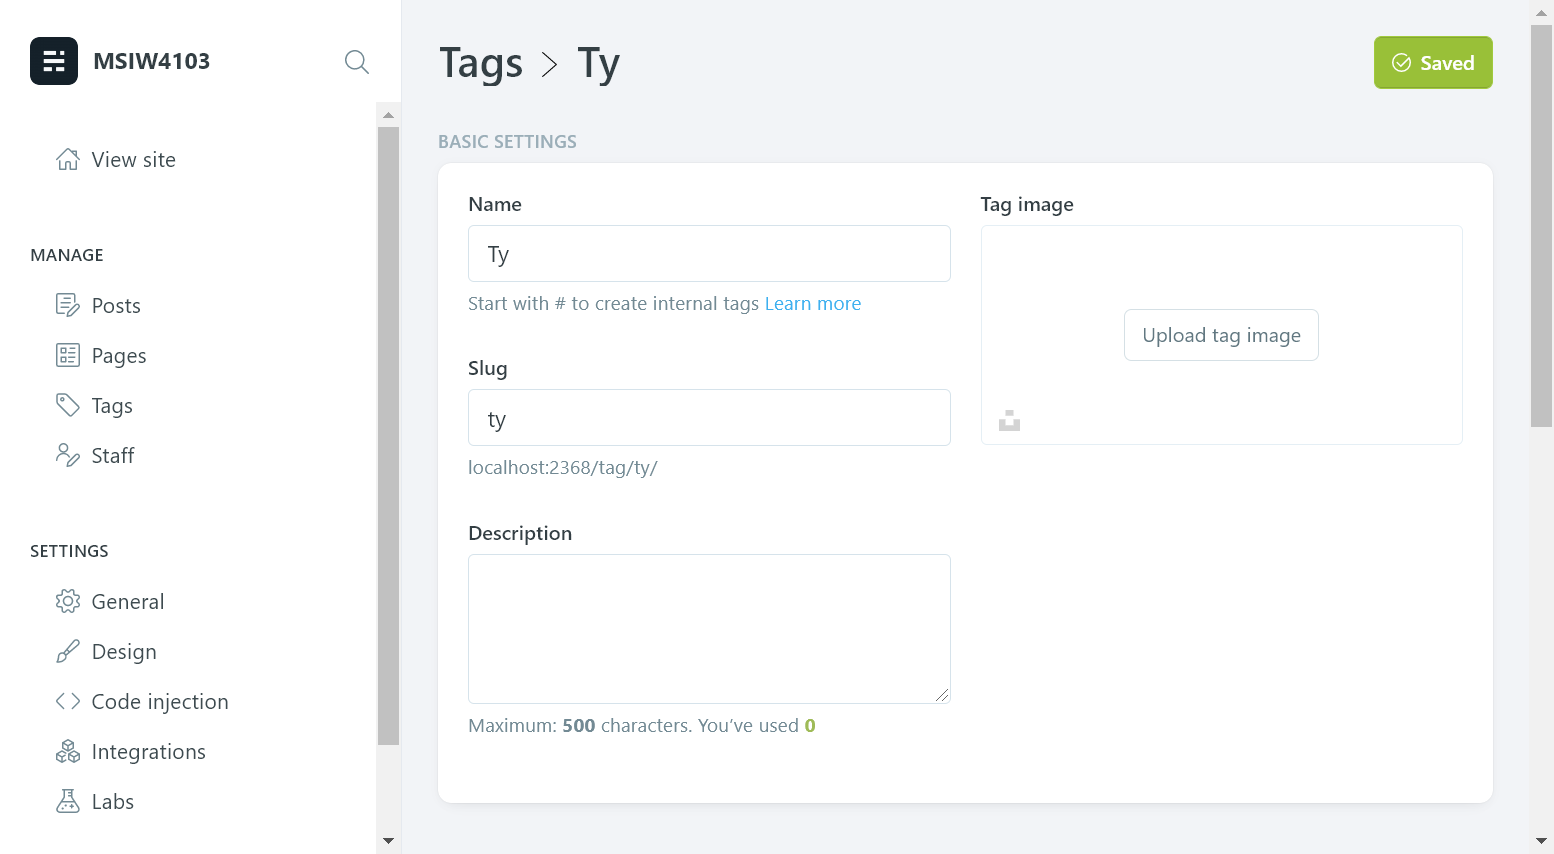 MSIW4103
View site
MANAGE
Posts
Pages
Tags
Staff
SETTINGS
General
Design
Code injection
Integrations
Labs
Tags > Ty
Saved
BASIC SETTINGS
Name
Ty
Start with # to create internal tags Learn more
Slug
ty
localhost:2368/tag/ty/
Description
Maximum: 500 characters. You’ve used 0
Tag image
Upload tag image